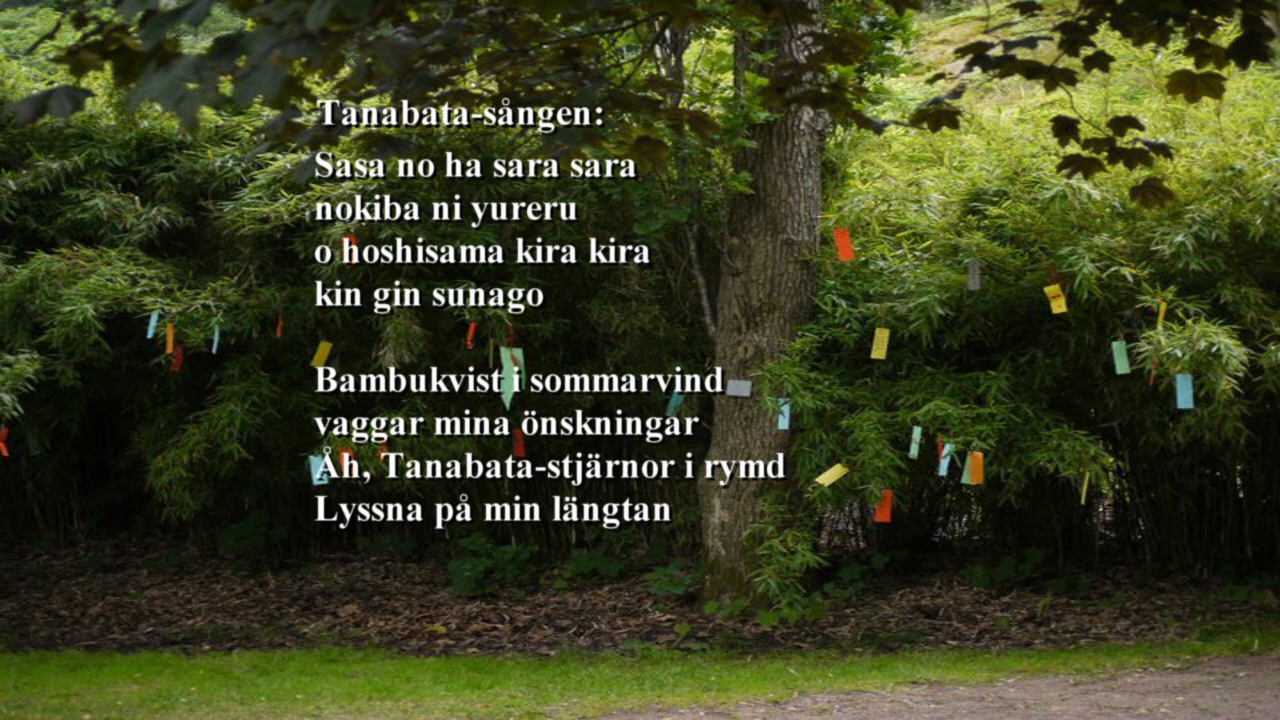 Tanabata-sången:
Sasa no ha sara sara
nokiba ni yureru
o hoshisama kira kira
kin gin sunago
Bambukvist i sommarvind
vaggar mina önskningar
Åh, Tanabata-stjärnor i rymd
Lyssna på min längtan